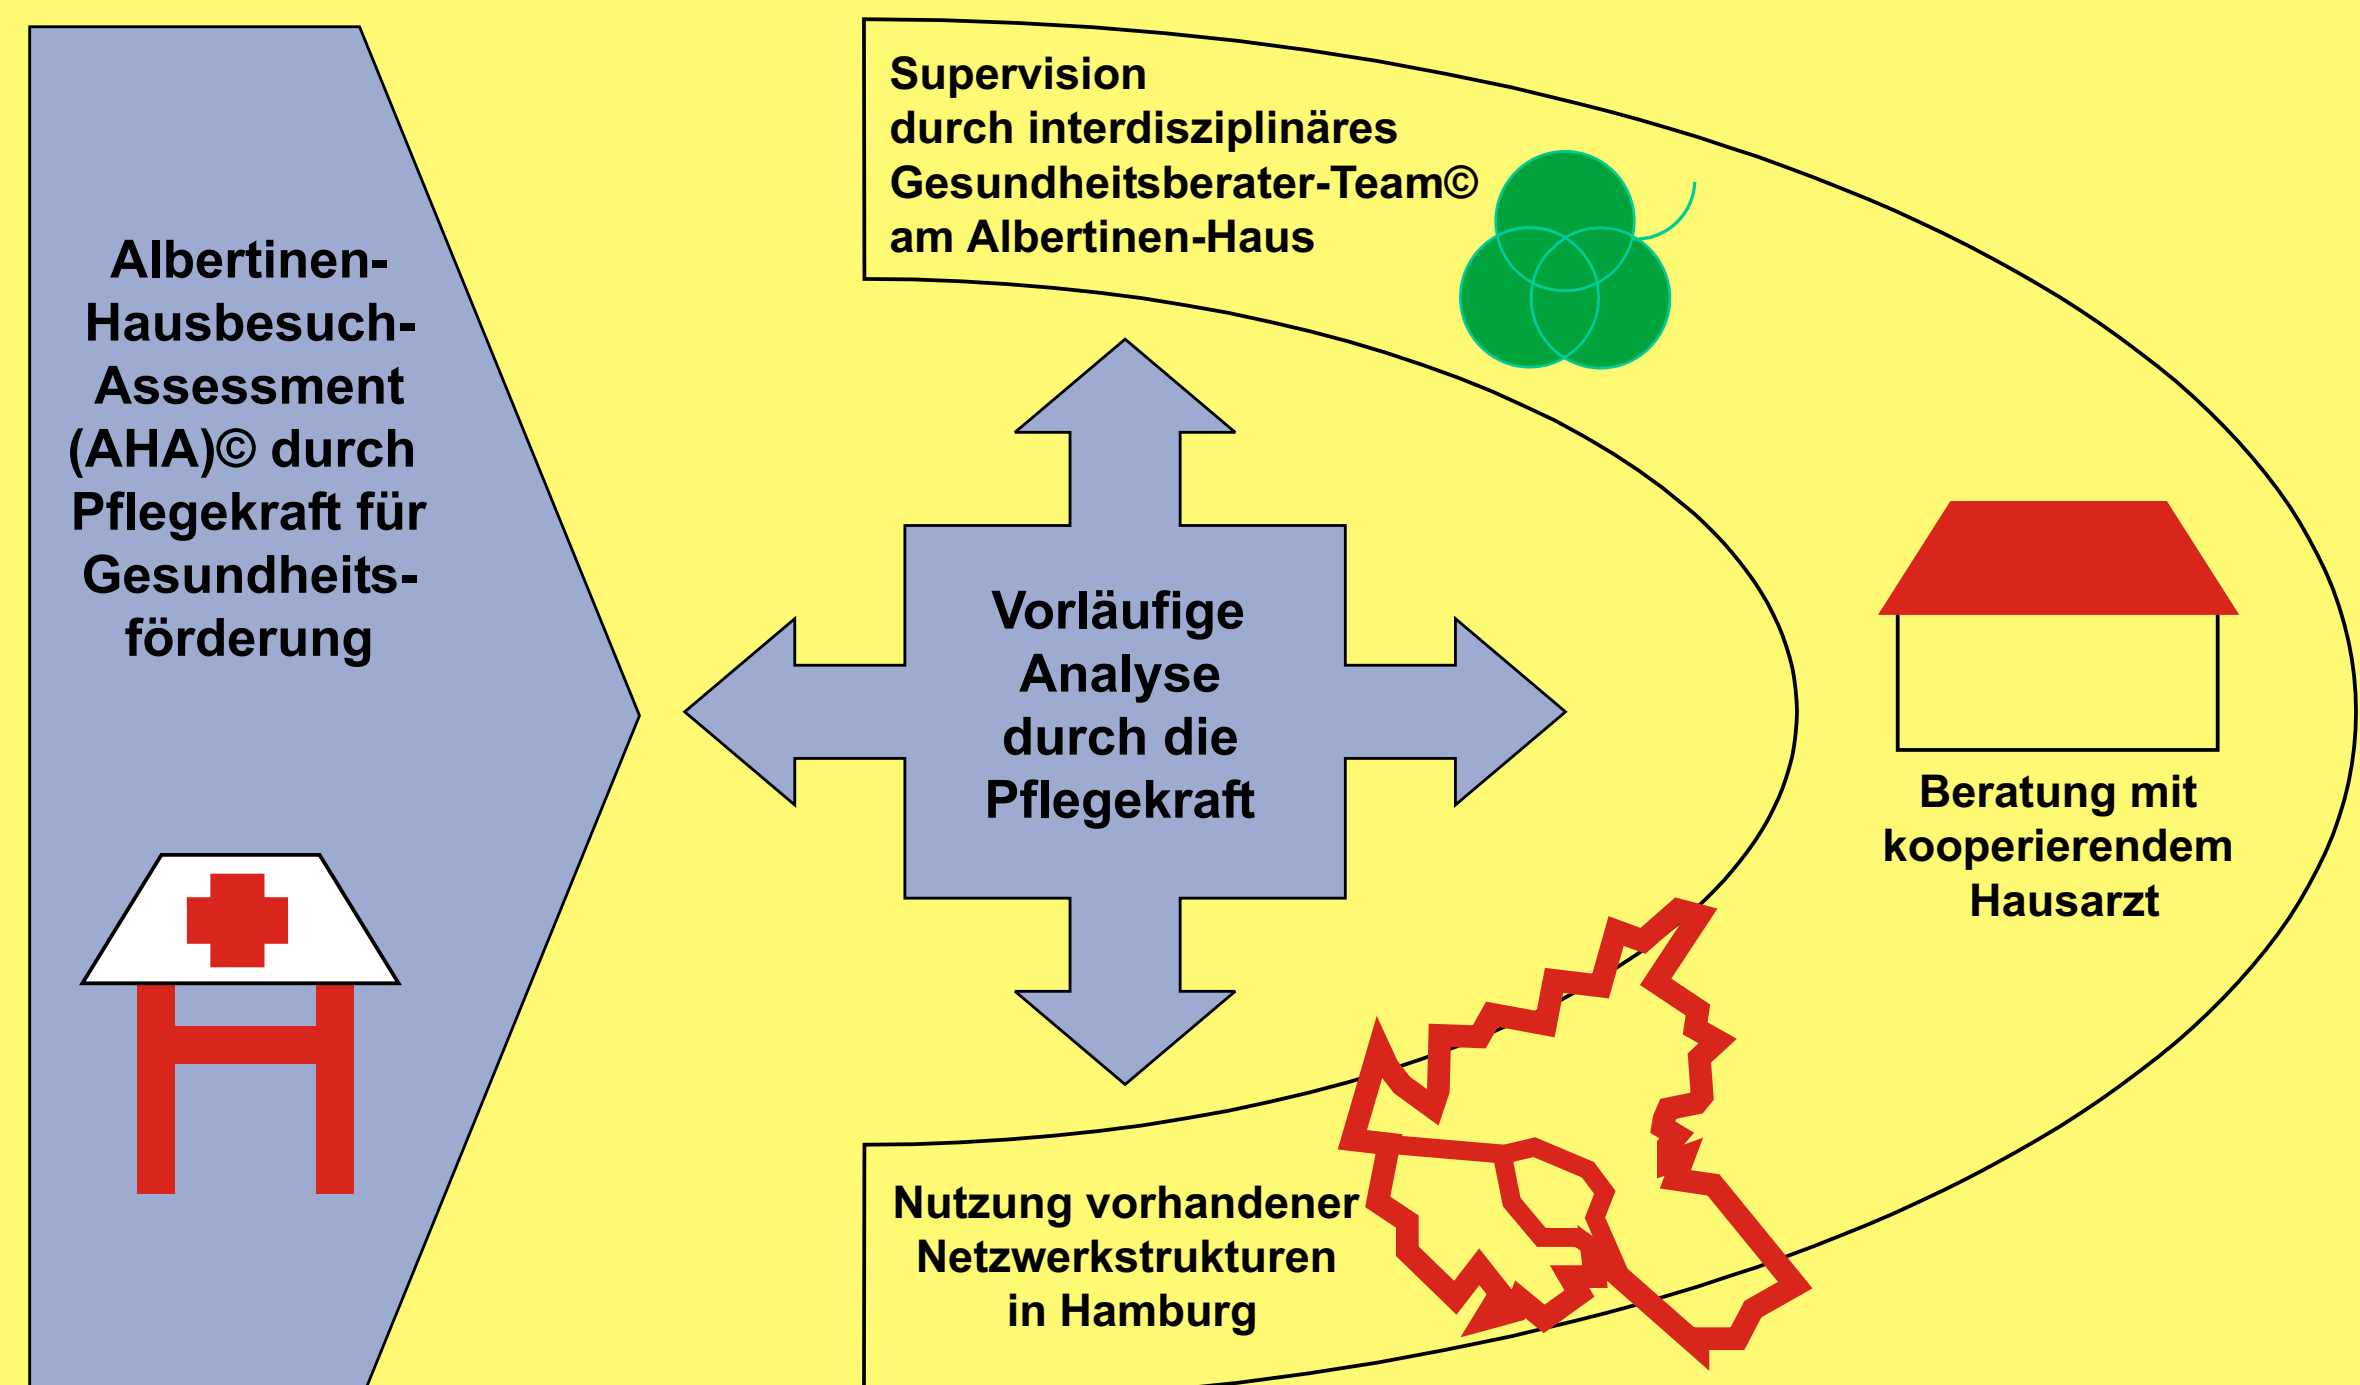 Albertinen-
Hausbesuch-
Assessment
(AHA)© durch
Pflegekraft für
Gesundheits-
förderung
Supervision
durch interdisziplinäres
Gesundheitsberater-Team©
am Albertinen-Haus
Vorläufige
Analyse
durch die
Pflegekraft
Beratung mit
kooperierendem
Hausarzt
Nutzung vorhandener
Netzwerkstrukturen
in Hamburg